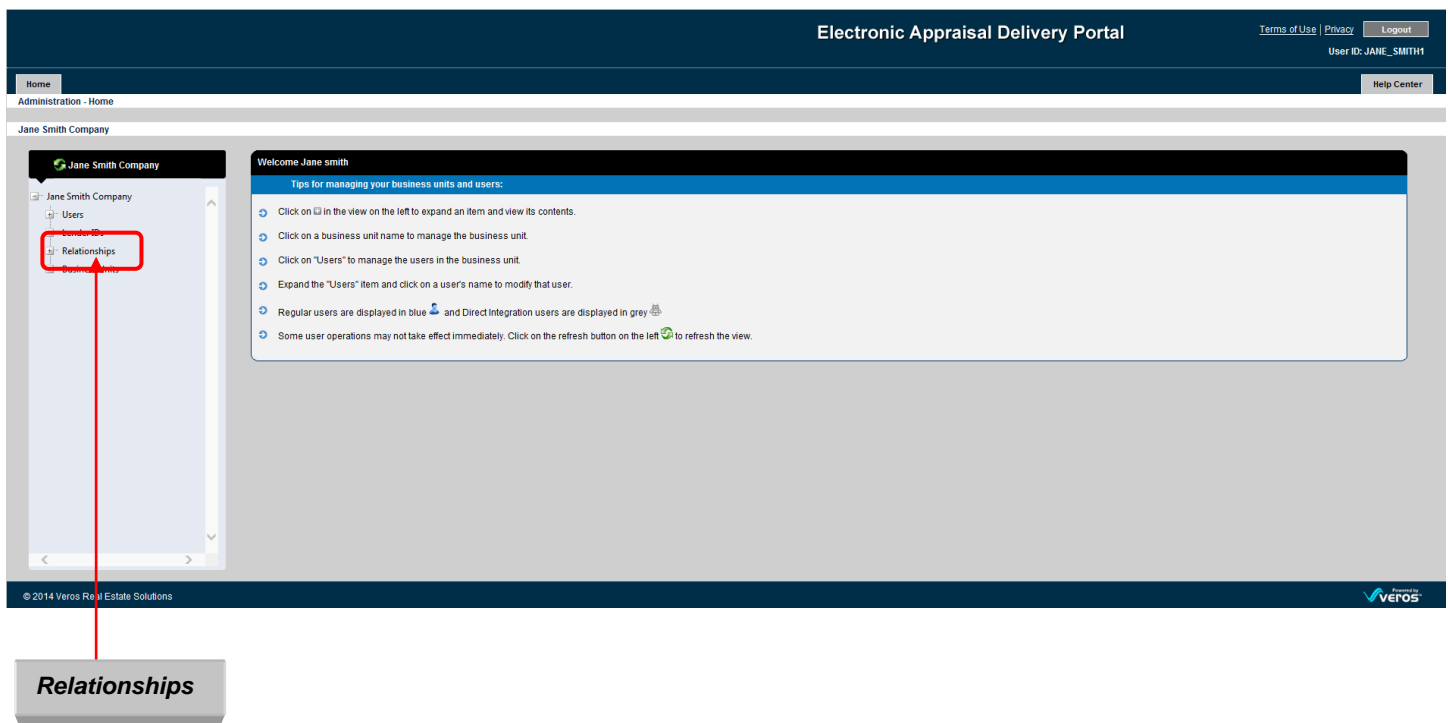 Electronic Appraisal Delivery Portal
Terms of Use | Privacy Logout
User ID: JANE_SMITH1
Home Help Center
Administration - Home
Jane Smith Company
Jane Smith Company
Jane Smith Company
Users
Lender IDs
Relationships
Business Units
Welcome Jane smith
Tips for managing your business units and users:
Click on in the view on the left to expand an item and view its contents.
Click on a business unit name to manage the business unit.
Click on "Users" to manage the users in the business unit.
Expand the "Users" item and click on a user's name to modify that user.
Regular users are displayed in blue and Direct Integration users are displayed in grey
Some user operations may not take effect immediately. Click on the refresh button on the left to refresh the view.
© 2014 Veros Real Estate Solutions
Powered by
veros
Relationships